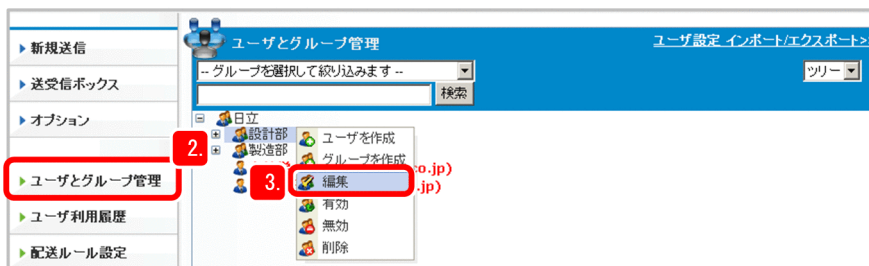 新規送信
送受信ボックス
オプション
ユーザとグループ管理
ユーザ利用履歴
配送ルール設定
ユーザとグループ管理
ユーザ設定 インポート/エクスポート>>
-- グループを選択して絞り込みます --
ツリー
検索
日立
設計部
製造部
2.
3.
co.jp)
.jp)
ユーザを作成
グループを作成
編集
有効
無効
削除